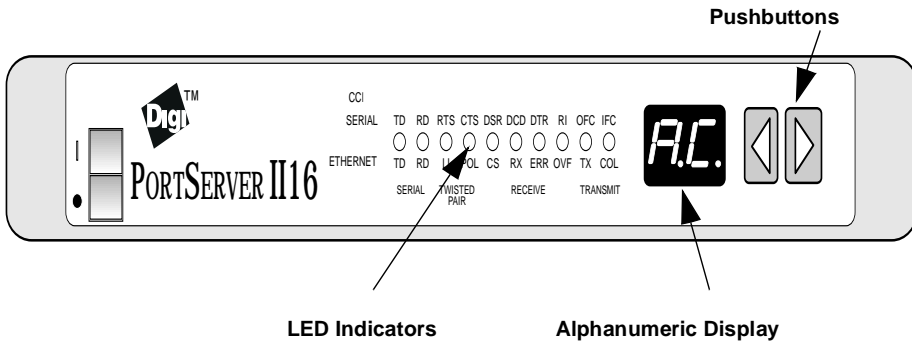 Pushbuttons
Digi TM
CCI
SERIAL TD RD RTS CTS DSR DCD DTR RI OFC IFC
ETHERNET TD RD POL CS RX ERR OVF TX COL
SERIAL TWISTED PAIR RECEIVE TRANSMIT
PORTSERVER II16
A.C.
LED Indicators Alphanumeric Display